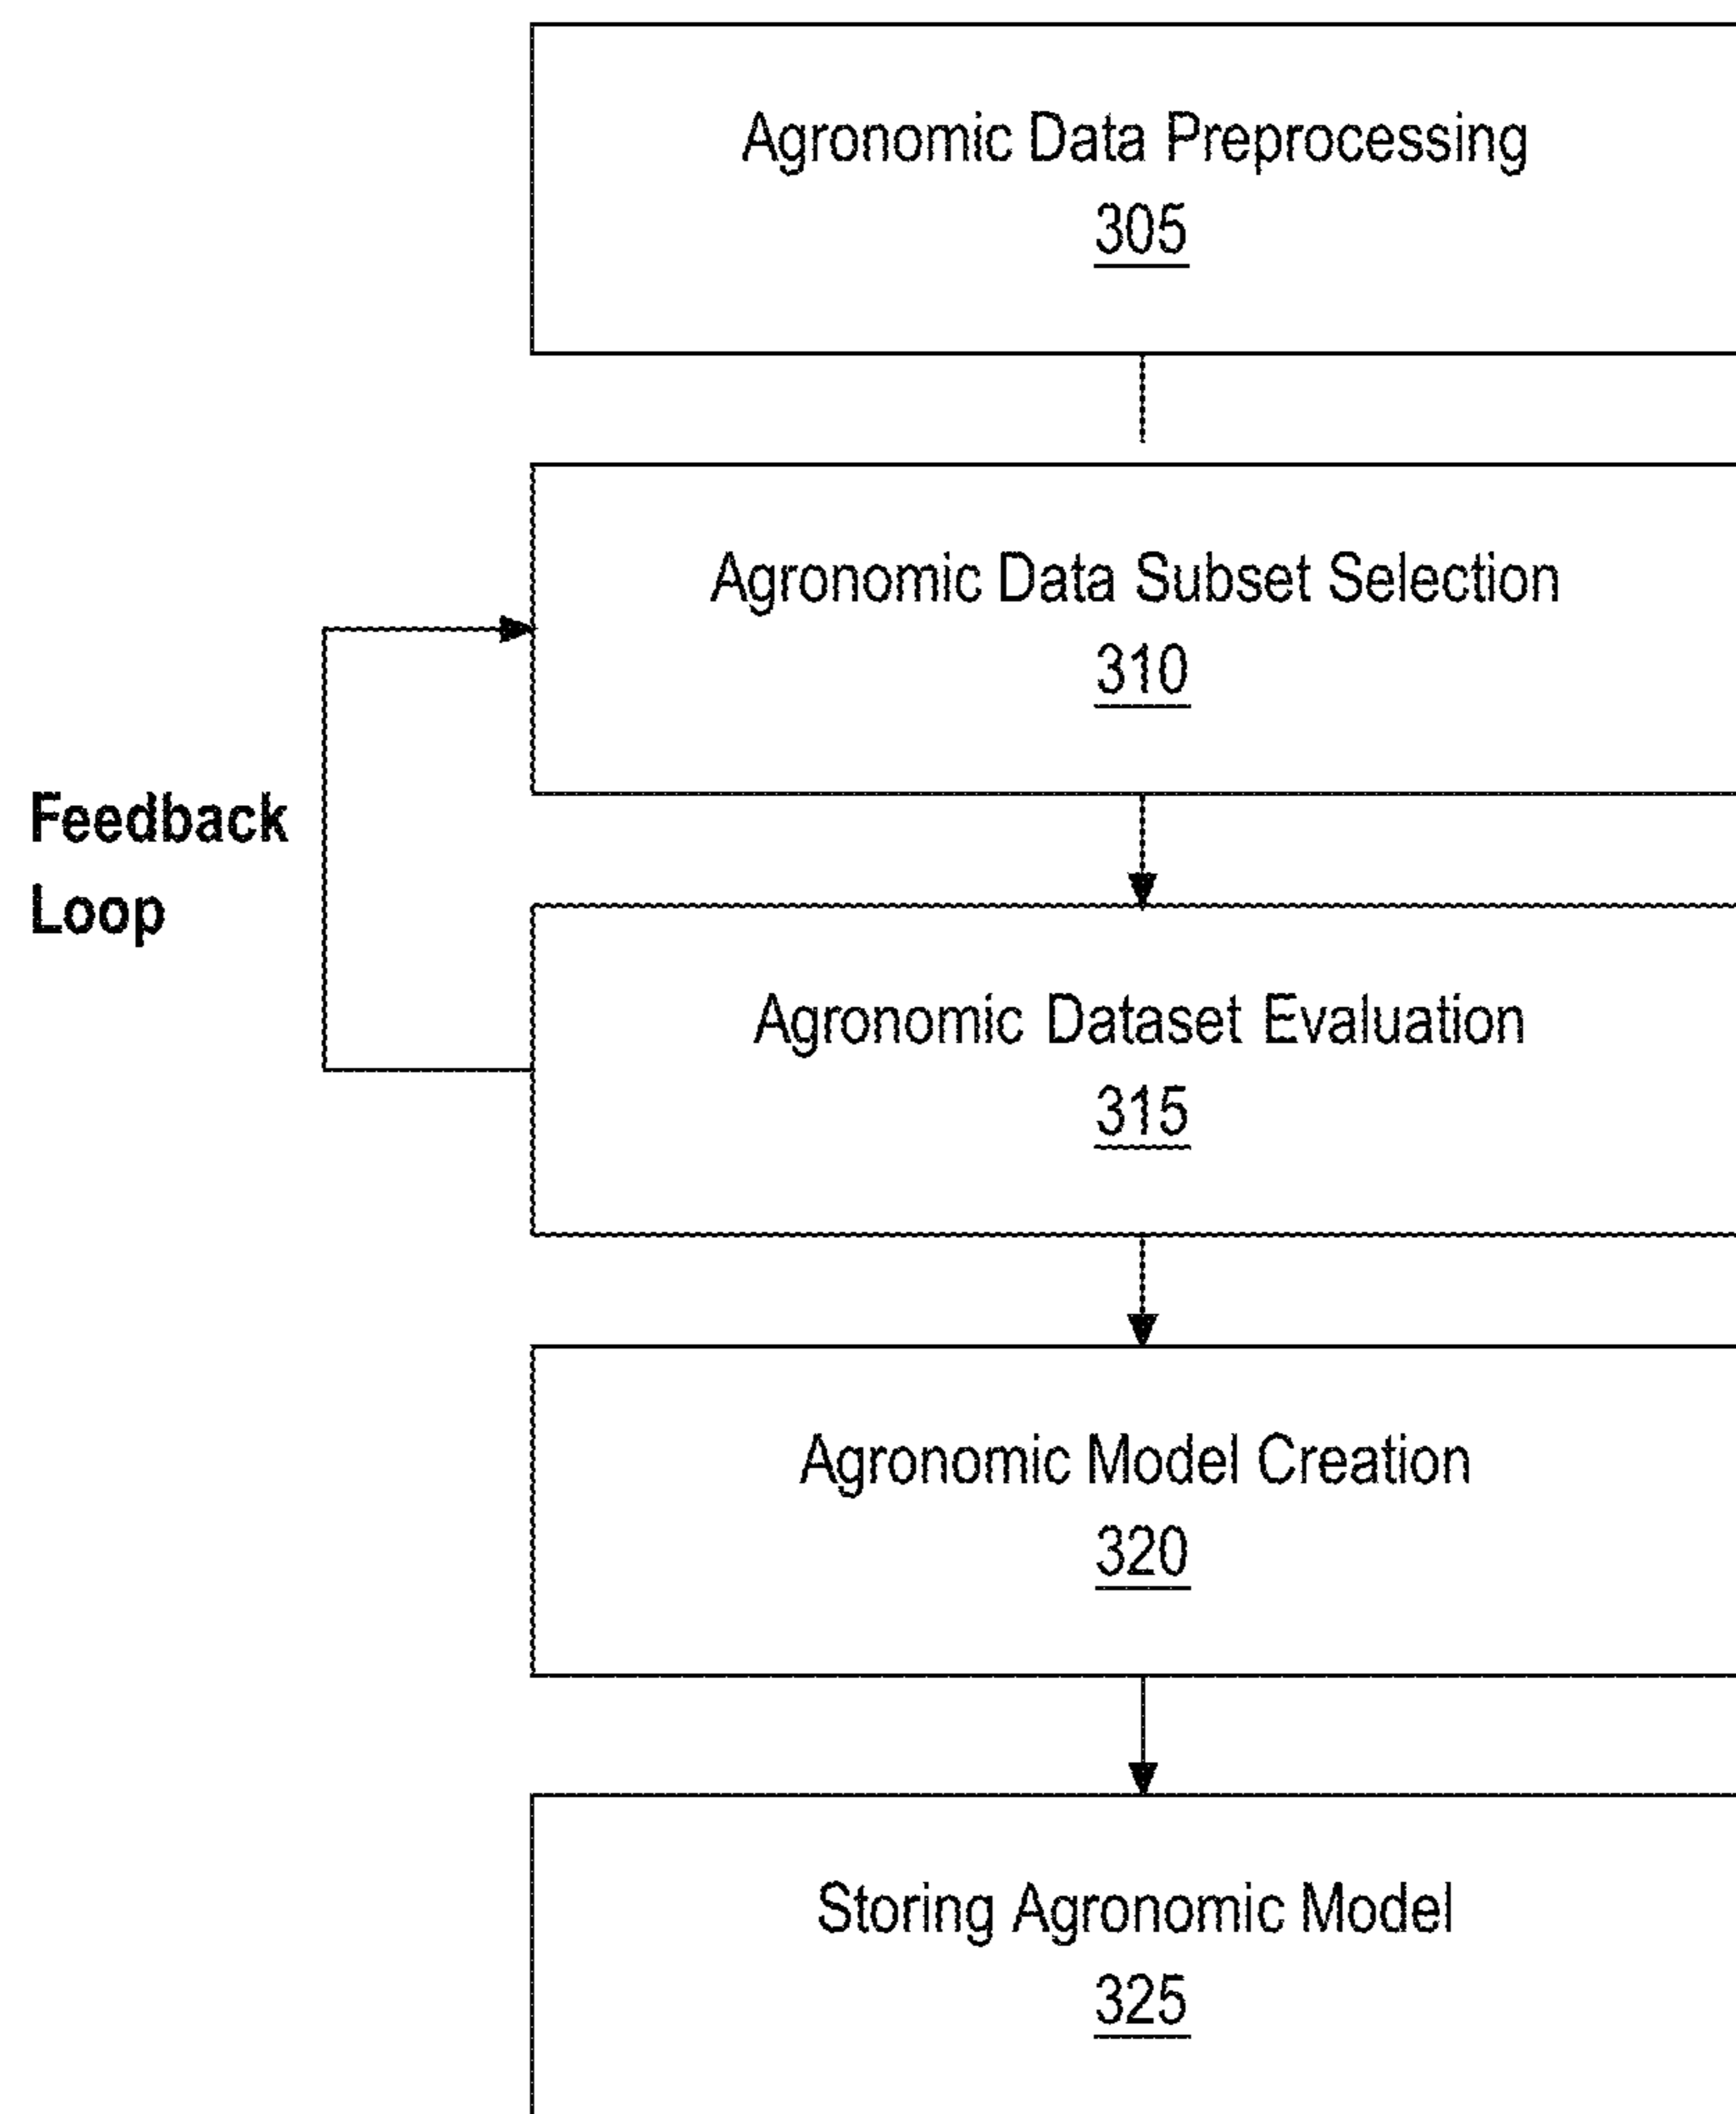 Agronomic Data Preprocessing
305
Agronomic Data Subset Selection
310
Feedback
Loop
Agronomic Dataset Evaluation
315
Agronomic Model Creation
320
Storing Agronomic Model
325